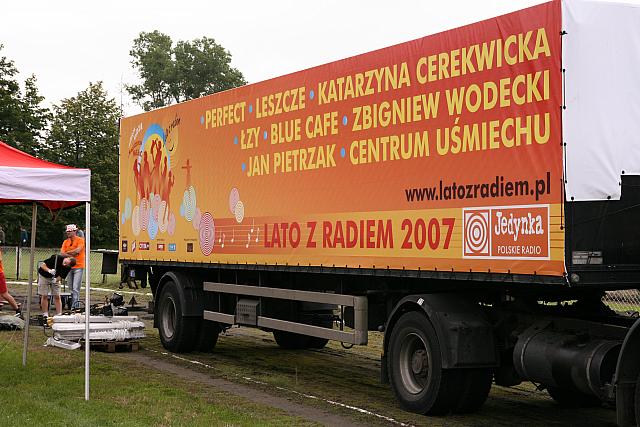 • PERFECT • LESZCZE • KATARZYNA CEREKWICKA
• ŁZY • BLUE CAFE • ZBIGNIEW WODECKI
• JAN PIETRZAK • CENTRUM UŚMIECHU
www.latozradiem.pl
LATO Z RADIEM 2007
Jedynka
POLSKIE RADIO